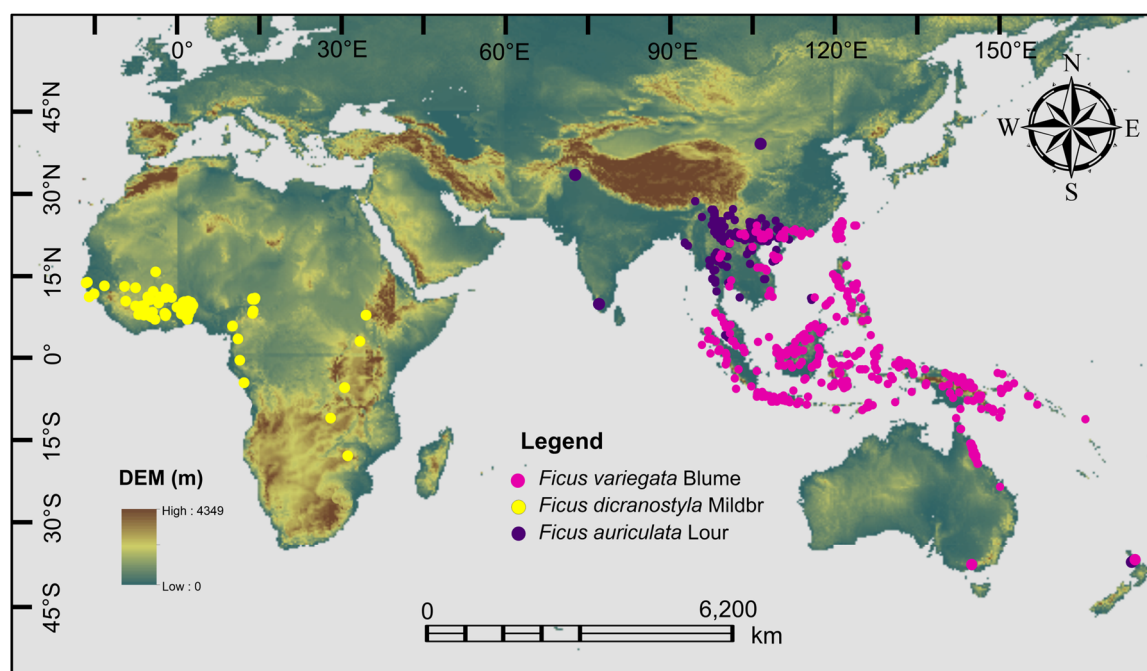 0° 30°E 60°E 90°E 120°E 150°E
45°N
30°N
15°N
0°
15°S
30°S
45°S
N
W E
S
Legend
Ficus variegata Blume
Ficus dicranostyla Mildbr
Ficus auriculata Lour
DEM (m)
High : 4349
Low : 0
0 6,200
km